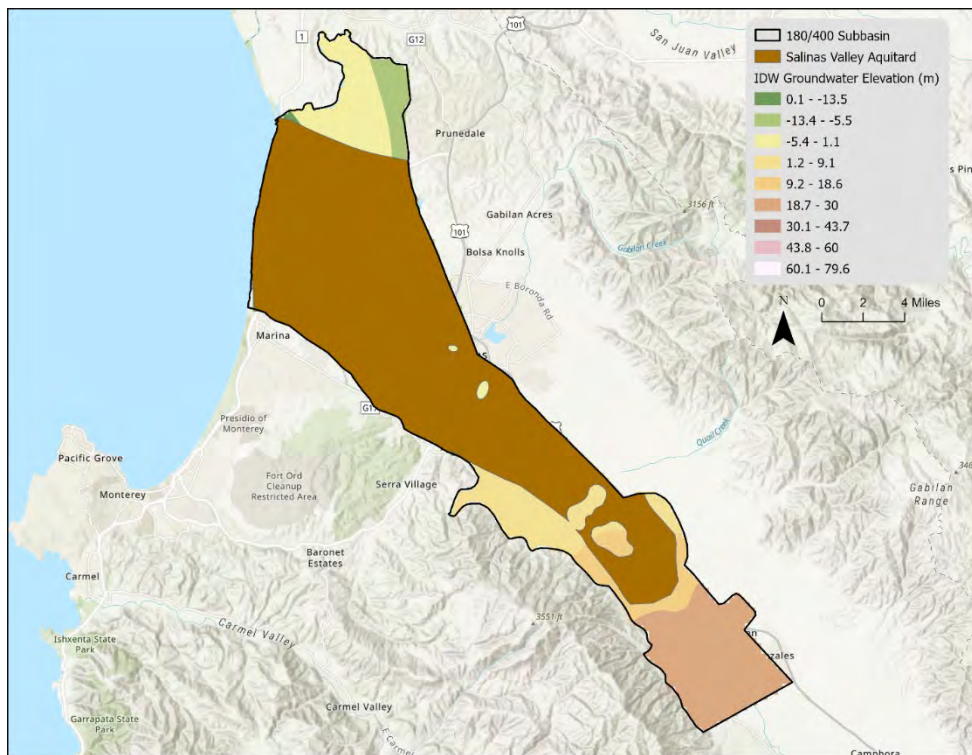 1
G12
101
San Juan Valley
Prunedale
3156 ft
Gabilan Acres
Gabilan Creek
101
Bolsa Knolls
E Boronda Rd
Marina
Presidio of
Monterey
Pacific Grove
Monterey
Fort Ord
Cleanup
Restricted Area
Serra Village
Quail Creek
Gabilan
Range
Baronet
Estates
Carmel
Carmel Valley
3551 ft
Ishxenta State
Park
Carmel Valley
Garrapata State
Park
E Carmel
Camphora
180/400 Subbasin
Salinas Valley Aquitard
IDW Groundwater Elevation (m)
0.1 - -13.5
-13.4 - -5.5
-5.4 - 1.1
1.2 - 9.1
9.2 - 18.6
18.7 - 30
30.1 - 43.7
43.8 - 60
60.1 - 79.6
N
0 2 4 Miles